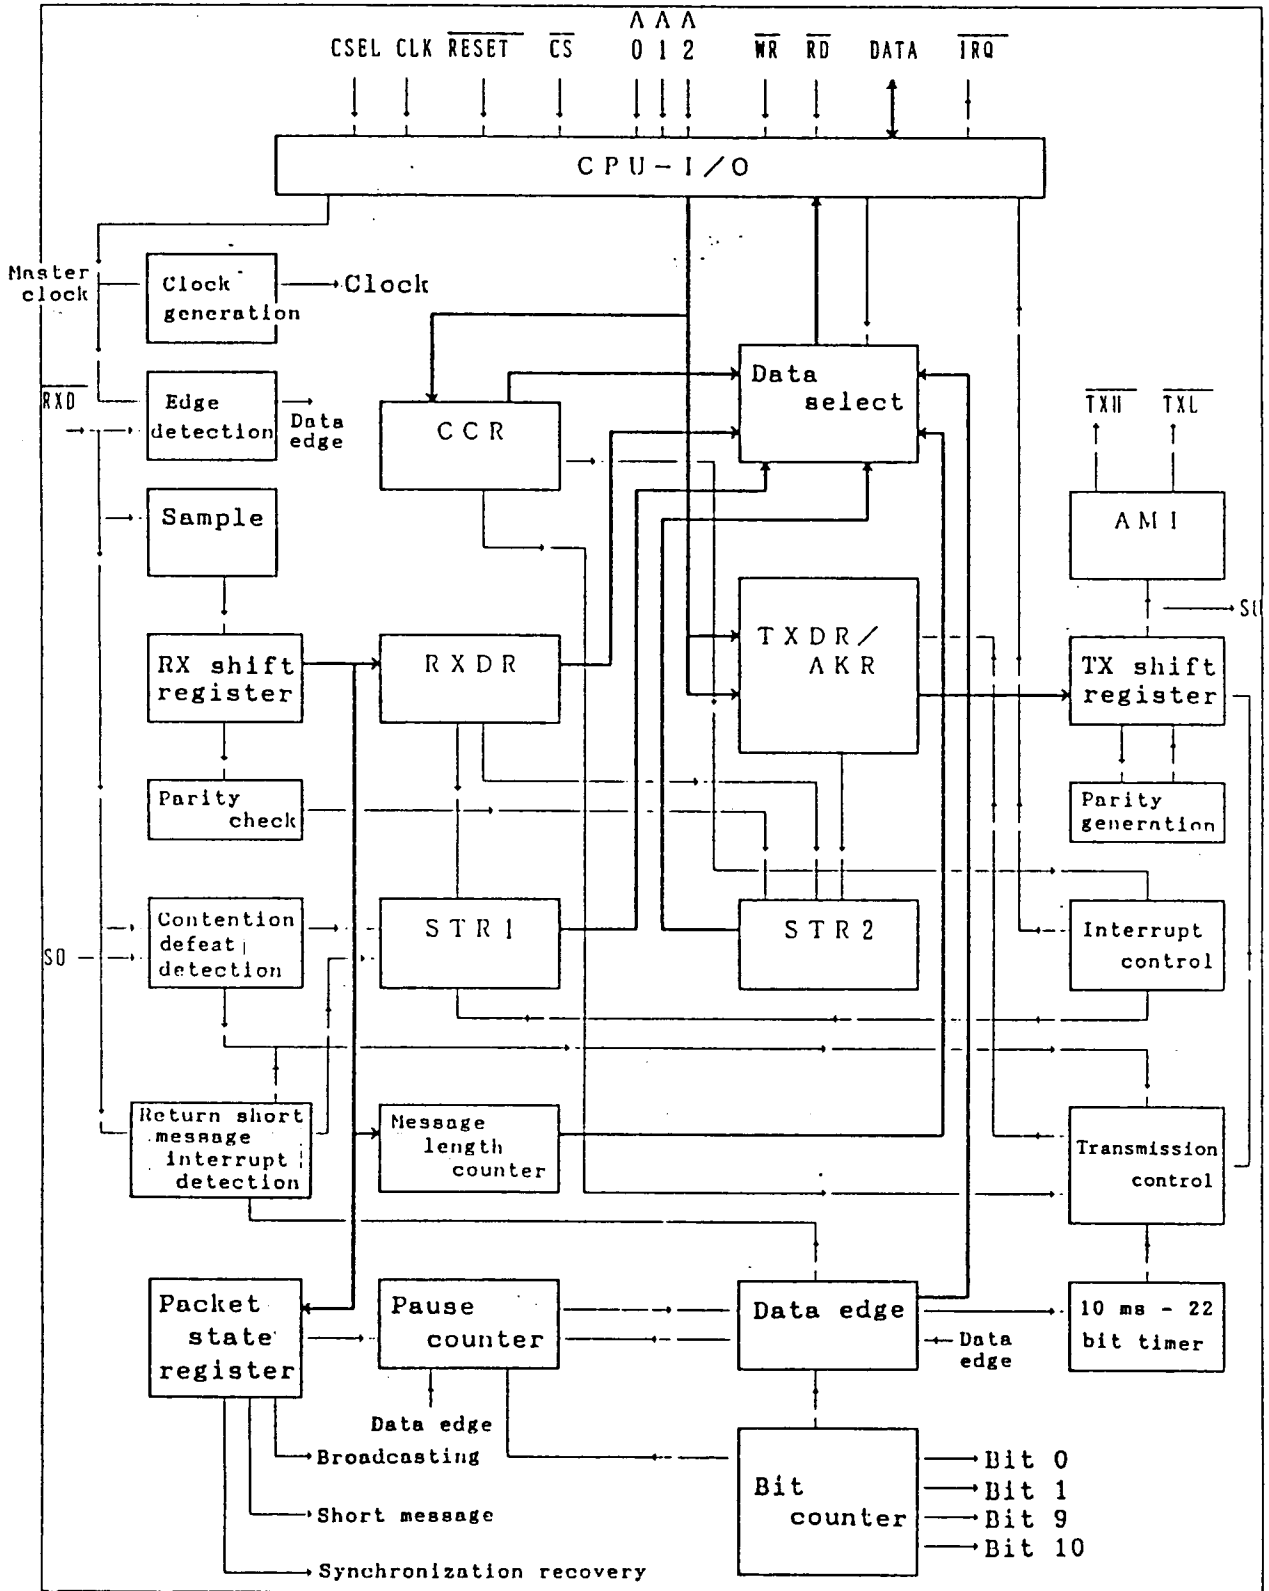 CSEL CLK RESET CS A0 A1 A2 WR RD DATA IRQ
CPU-I/O
Master
clock
Clock
generation
Clock
RXD
Edge
detection
Data
edge
CCR
Data
select
TXH TXL
Sample
AMI
SO
RX shift
register
RXDR
TXDR/
AKR
TX shift
register
Parity
check
Parity
generation
SO
Contention
defeat
detection
STR1
STR2
Interrupt
control
Return short
message
interrupt
detection
Message
length
counter
Transmission
control
Packet
state
register
Pause
counter
Data edge
Data
edge
10 ms - 22
bit timer
Data edge
Broadcasting
Short message
Synchronization recovery
Bit
counter
Bit 0
Bit 1
Bit 9
Bit 10